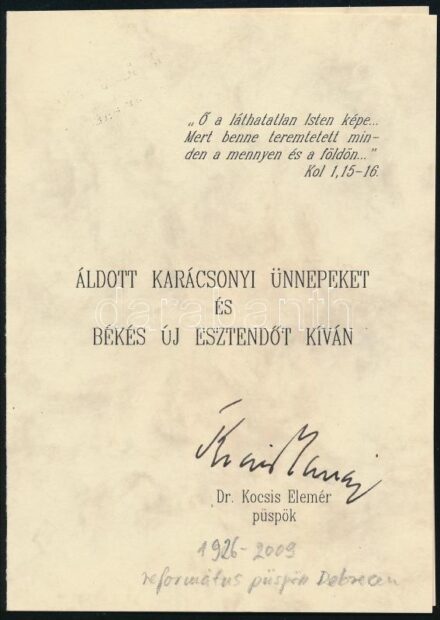 „Ő a láthatatlan Isten képe...
Mert benne teremtetett min-
den a mennyen és a földön..."
Kol 1,15-16.
ÁLDOTT KARÁCSONYI ÜNNEPEKET
ÉS
darabanth
BÉKÉS ÚJ ESZTENDŐT KÍVÁN
Dr. Kocsis Elemér
püspök
1926-2009
református püspök Debrecen